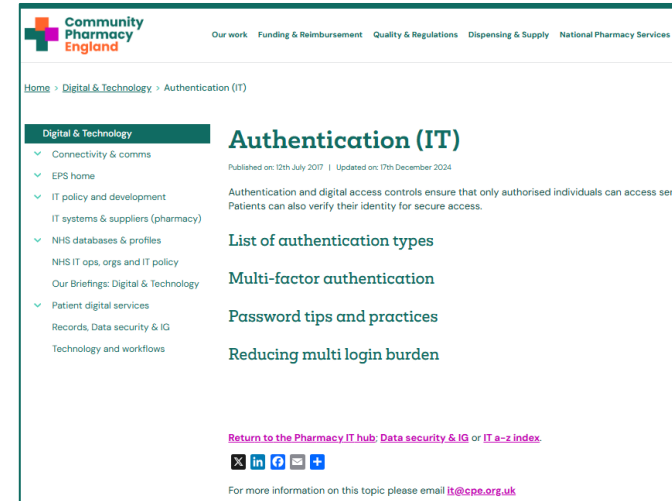 Community
Pharmacy
England
Our work Funding & Reimbursement Quality & Regulations Dispensing & Supply National Pharmacy Services
Home > Digital & Technology > Authentication (IT)
Digital & Technology
Connectivity & comms
EPS home
IT policy and development
IT systems & suppliers (pharmacy)
NHS databases & profiles
NHS IT ops, orgs and IT policy
Our Briefings: Digital & Technology
Patient digital services
Records, Data security & IG
Technology and workflows
Authentication (IT)
Published on: 12th July 2017 | Updated on: 17th December 2024
Authentication and digital access controls ensure that only authorised individuals can access
Patients can also verify their identity for secure access.
List of authentication types
Multi-factor authentication
Password tips and practices
Reducing multi login burden
Return to the Pharmacy IT hub; Data security & IG or IT a-z index.
For more information on this topic please email it@cpe.org.uk